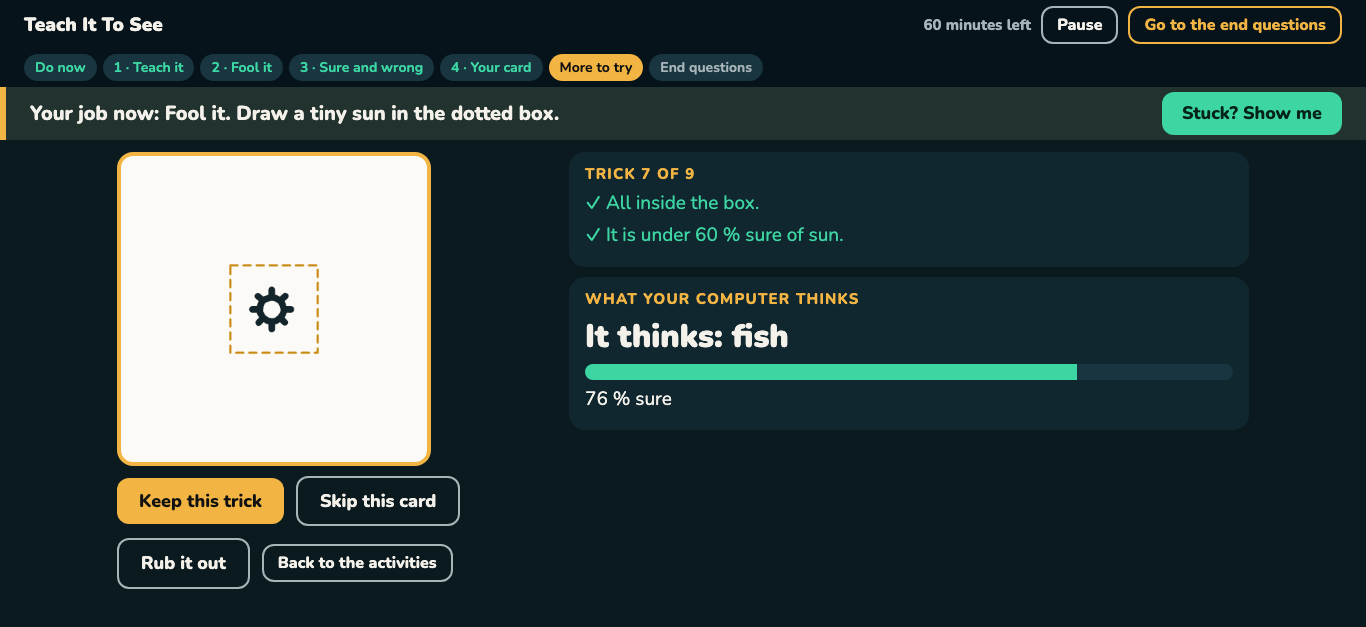 Teach It To See
60 minutes left
Pause
Go to the end questions
Do now
1 · Teach it
2 · Fool it
3 · Sure and wrong
4 · Your card
More to try
End questions
Your job now: Fool it. Draw a tiny sun in the dotted box.
Stuck? Show me
TRICK 7 OF 9
✓ All inside the box.
✓ It is under 60 % sure of sun.
WHAT YOUR COMPUTER THINKS
It thinks: fish
76 % sure
Keep this trick
Skip this card
Rub it out
Back to the activities